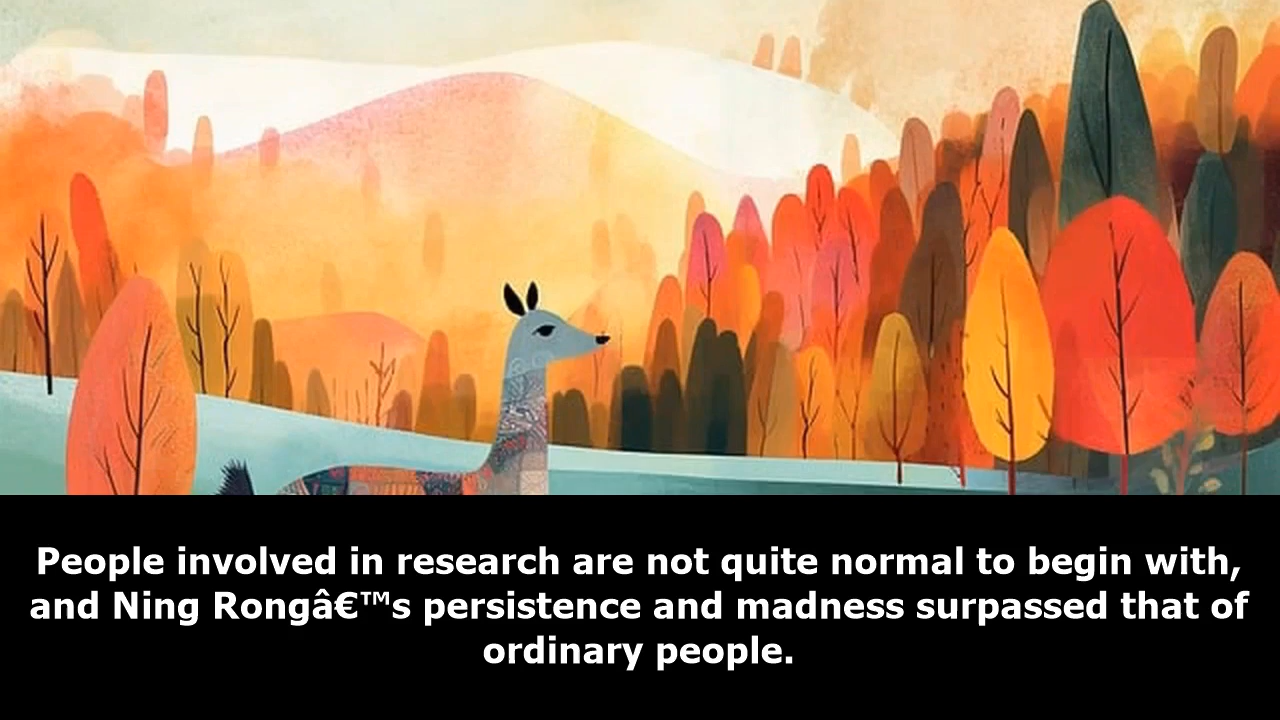 People involved in research are not quite normal to begin with,
and Ning Rongâ€™s persistence and madness surpassed that of
ordinary people.